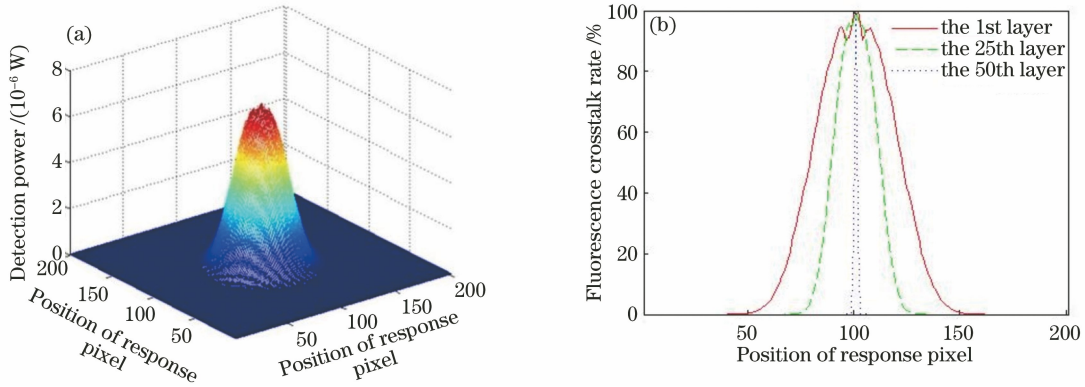 (a)
Detection power /(10⁻⁶ W)
8
6
4
2
0
200
150
100
50
Position of response
pixel
50
100
150
200
Position of response
pixel
(b)
Fluorescence crosstalk rate /%
100
80
60
40
20
0
the 1st layer
the 25th layer
the 50th layer
50
100
150
200
Position of response pixel